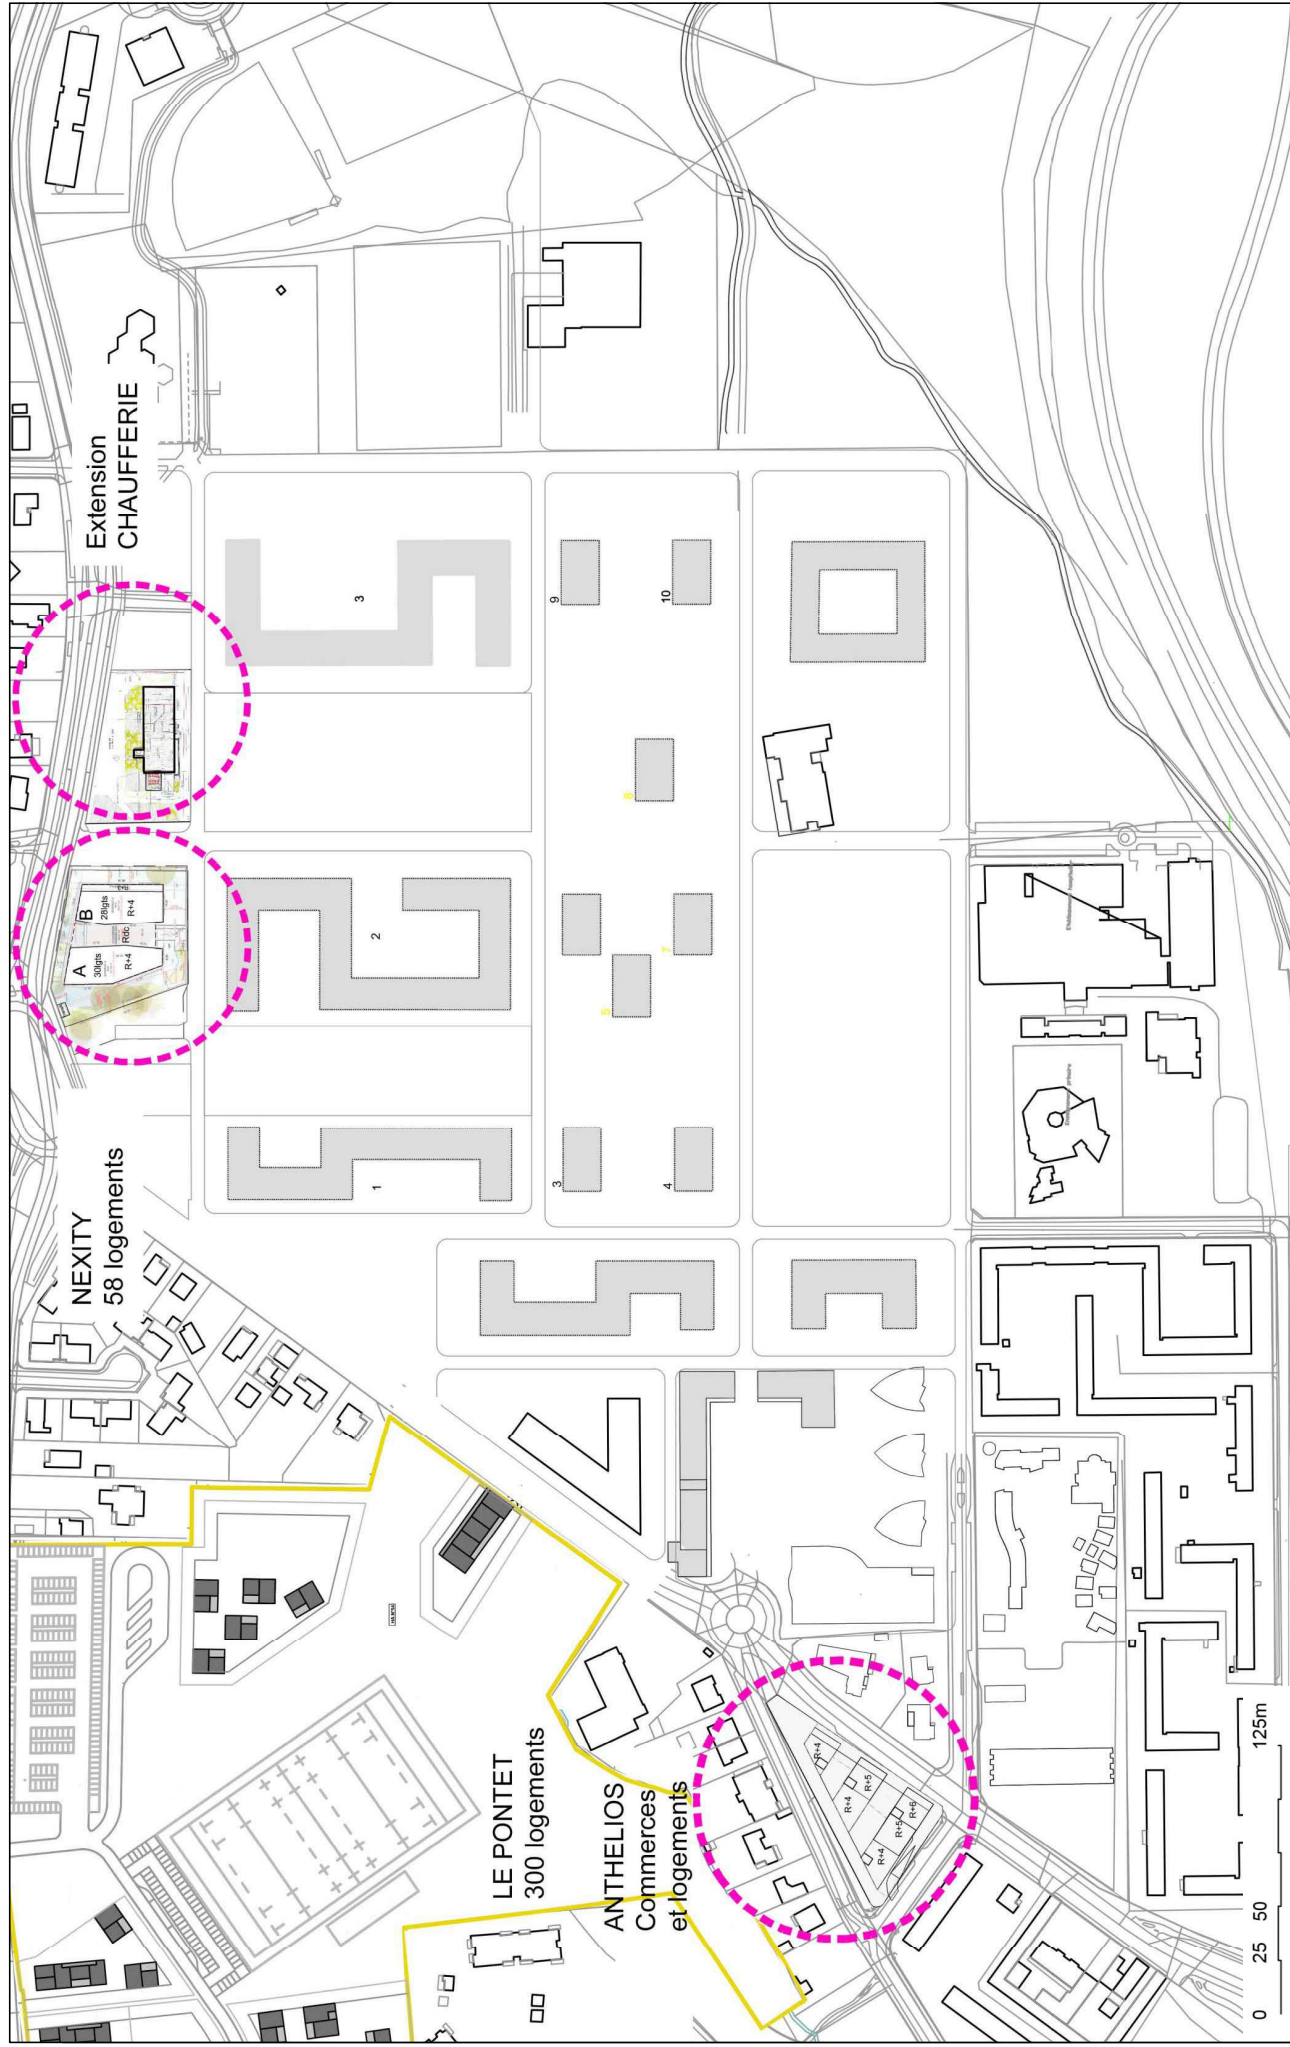 Extension
CHAUFFERIE
NEXITY
58 logements
LE PONTET
300 logements
ANTHELIOS
Commerces
et logements
A
30lgts
R+4
Rdc
B
28lgts
R+4
1
2
3
3
4
5
7
8
9
10
R+4
R+4
R+5
R+4
R+5
R+6
Etablissement hospitalier
0 25 50 125m